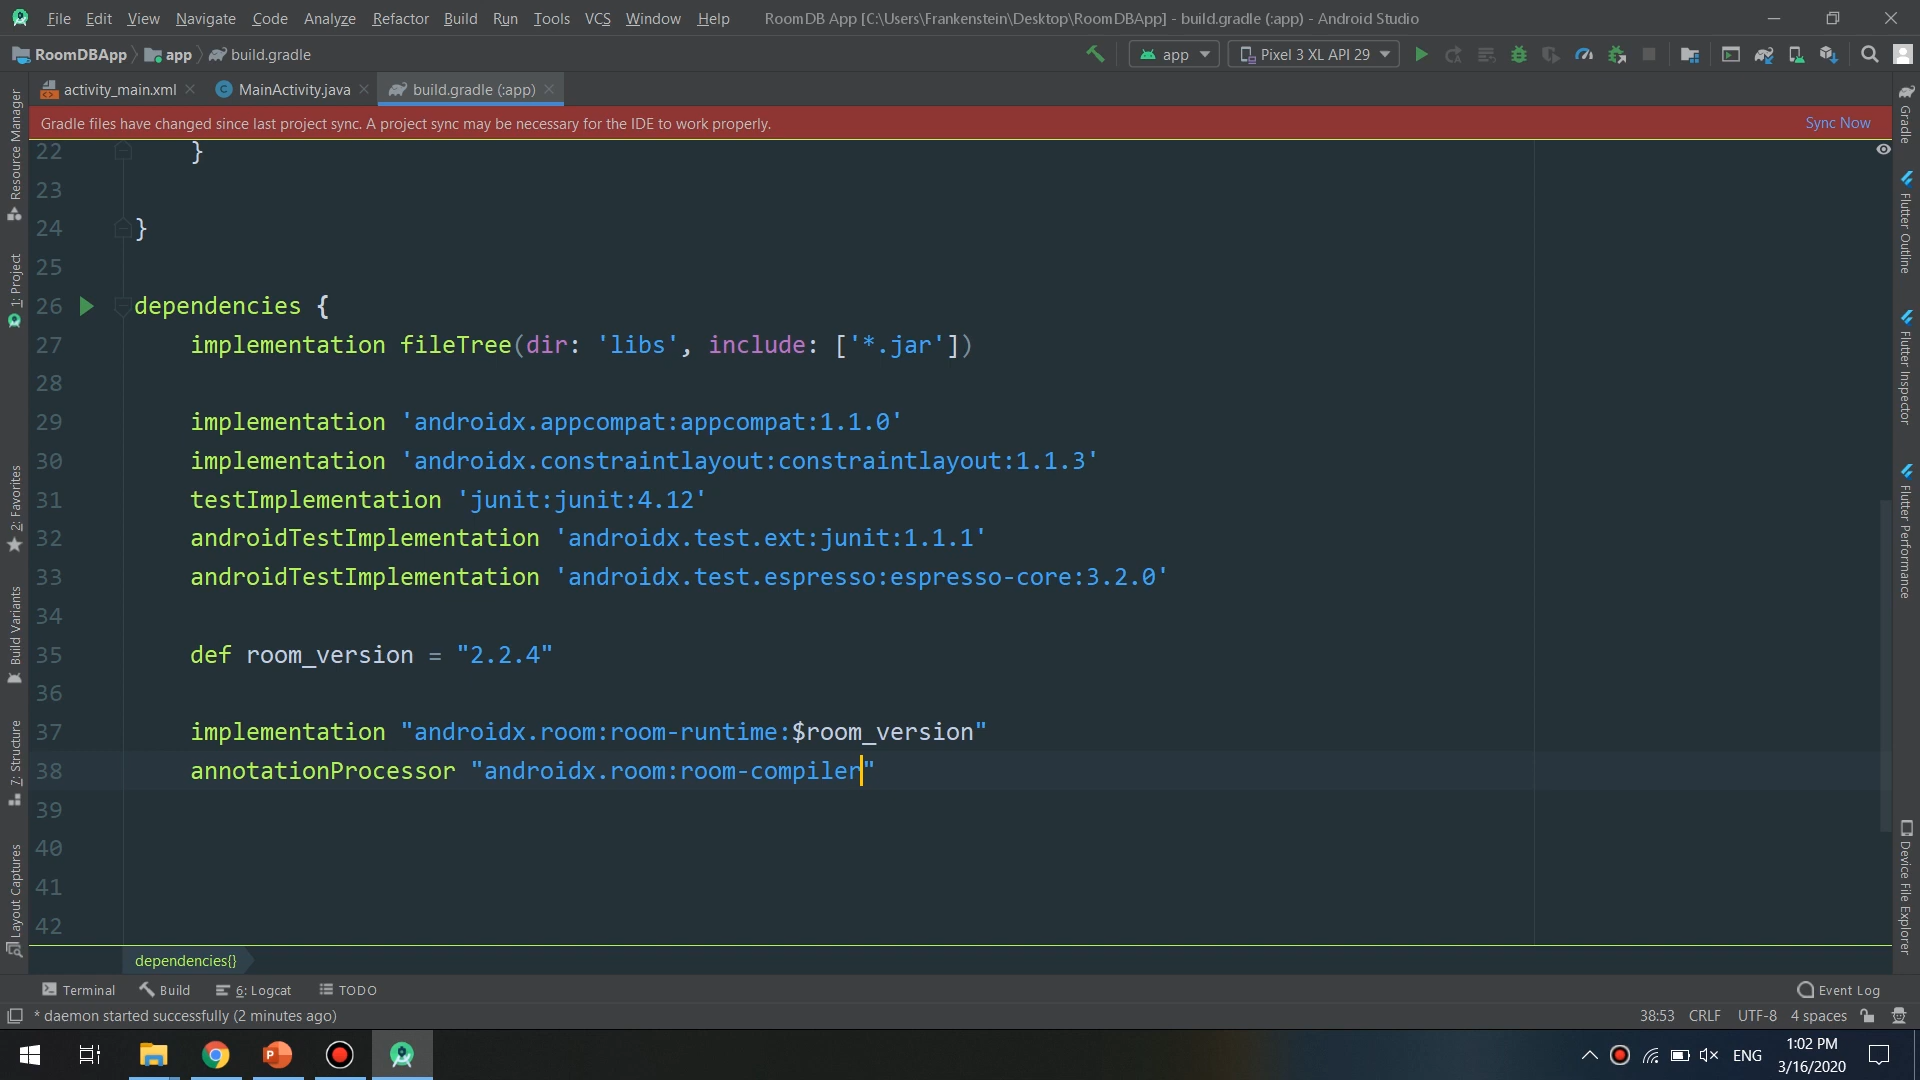 File Edit View Navigate Code Analyze Refactor Build Run Tools VCS Window Help RoomDB App [C:\Users\Frankenstein\Desktop\RoomDBApp] - build.gradle (:app) - Android Studio
RoomDBApp app build.gradle app Pixel 3 XL API 29
activity_main.xml MainActivity.java build.gradle (:app)
Gradle files have changed since last project sync. A project sync may be necessary for the IDE to work properly. Sync Now
22 }
23
24 }
25
26 dependencies {
27 implementation fileTree(dir: 'libs', include: ['*.jar'])
28
29 implementation 'androidx.appcompat:appcompat:1.1.0'
30 implementation 'androidx.constraintlayout:constraintlayout:1.1.3'
31 testImplementation 'junit:junit:4.12'
32 androidTestImplementation 'androidx.test.ext:junit:1.1.1'
33 androidTestImplementation 'androidx.test.espresso:espresso-core:3.2.0'
34
35 def room_version = "2.2.4"
36
37 implementation "androidx.room:room-runtime:$room_version"
38 annotationProcessor "androidx.room:room-compiler"
39
40
41
42
dependencies{}
Resource Manager
1: Project
2: Favorites
Build Variants
7: Structure
Layout Captures
Gradle
Flutter Outline
Flutter Inspector
Flutter Performance
Device File Explorer
Terminal Build 6: Logcat TODO Event Log
* daemon started successfully (2 minutes ago) 38:53 CRLF UTF-8 4 spaces
ENG 1:02 PM
3/16/2020